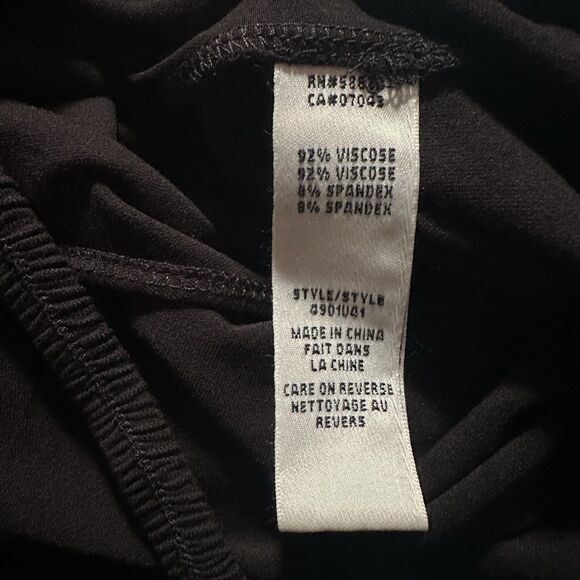 CA#07043
92% VISCOSE
92% VISCOSE
8% SPANDEX
8% SPANDEX
STYLE/STYLE
4901U41
MADE IN CHINA
FAIT DANS
LA CHINE
CARE ON REVERSE
NETTOYAGE AU
REVERS